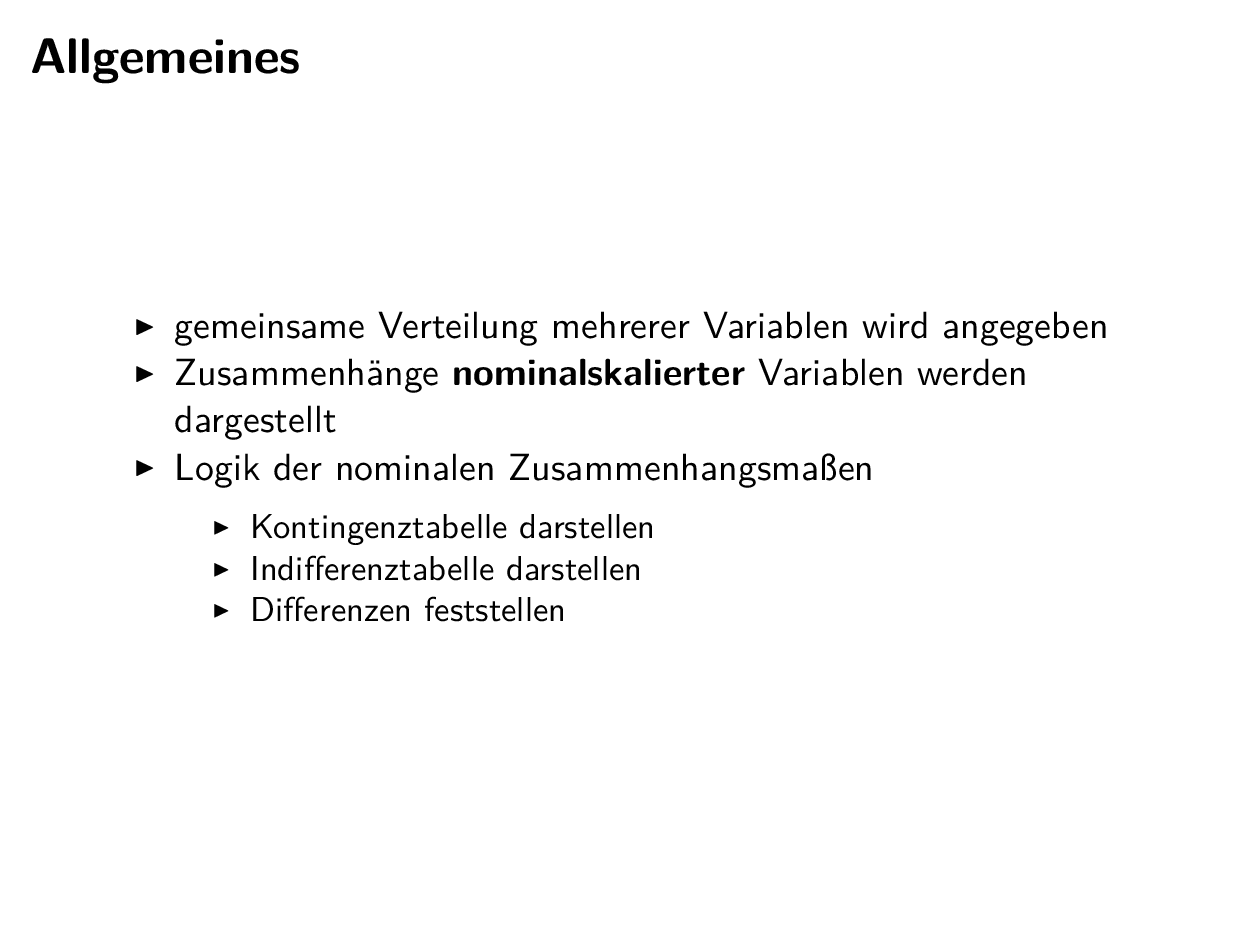 Allgemeines
▶ gemeinsame Verteilung mehrerer Variablen wird angegeben
▶ Zusammenhänge nominalskalierter Variablen werden
dargestellt
▶ Logik der nominalen Zusammenhangsmaßen
▶ Kontingenztabelle darstellen
▶ Indifferenztabelle darstellen
▶ Differenzen feststellen